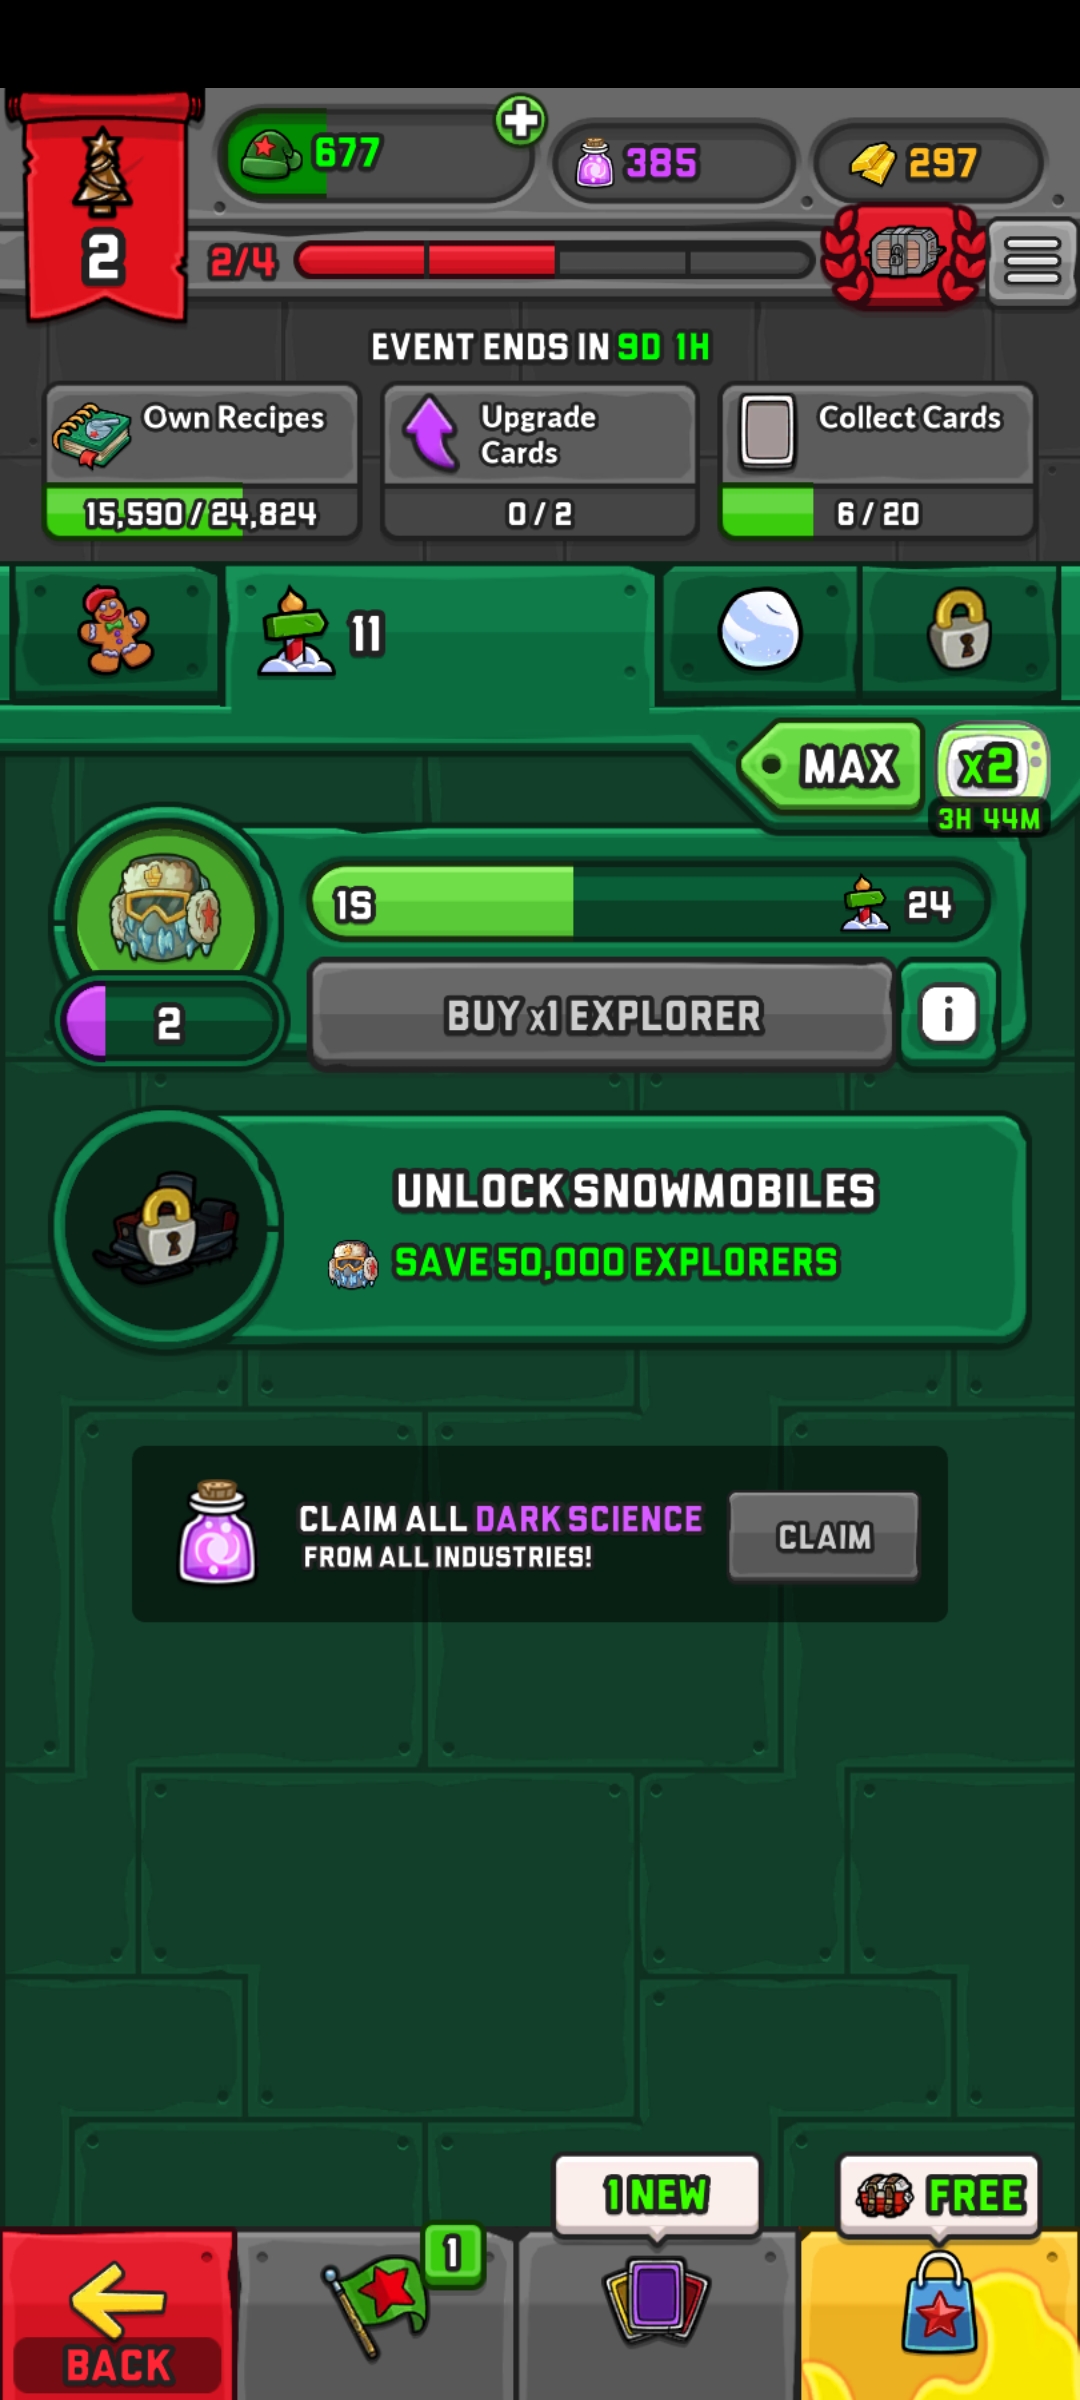 677
385
297
2
2/4
EVENT ENDS IN 9D 1H
Own Recipes
15,590/24,824
Upgrade
Cards
0/2
Collect Cards
6/20
11
MAX
x2
3H 44M
1S
24
2
BUY x1 EXPLORER
i
UNLOCK SNOWMOBILES
SAVE 50,000 EXPLORERS
CLAIM ALL DARK SCIENCE
FROM ALL INDUSTRIES!
CLAIM
1 NEW
FREE
1
BACK